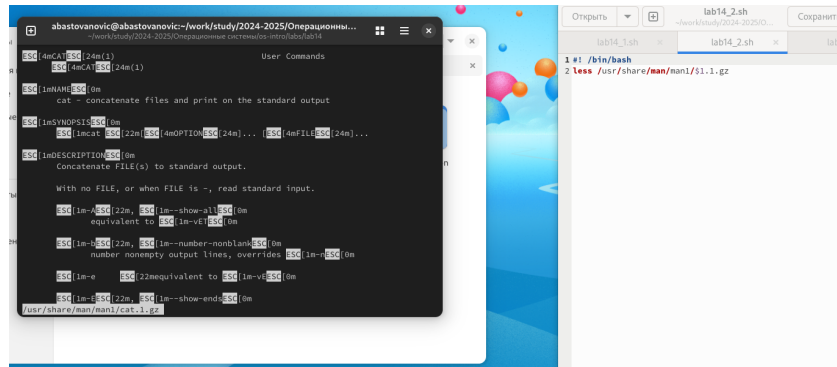 abastovanovic@abastovanovic:~/work/study/2024-2025/Операционны...
~/work/study/2024-2025/Операционные системы/os-intro/labs/lab14
ESC[4mCATESC[24m(1) User Commands
ESC[4mCATESC[24m(1)
ESC[1mNAMEESC[0m
cat - concatenate files and print on the standard output
ESC[1mSYNOPSISESC[0m
ESC[1mcat ESC[22m[ESC[4mOPTIONESC[24m]... [ESC[4mFILEESC[24m]...
ESC[1mDESCRIPTIONESC[0m
Concatenate FILE(s) to standard output.
With no FILE, or when FILE is -, read standard input.
ESC[1m-AESC[22m, ESC[1m--show-allESC[0m
equivalent to ESC[1m-vETESC[0m
ESC[1m-bESC[22m, ESC[1m--number-nonblankESC[0m
number nonempty output lines, overrides ESC[1m-nESC[0m
ESC[1m-e ESC[22mequivalent to ESC[1m-vEESC[0m
ESC[1m-EESC[22m, ESC[1m--show-endsESC[0m
/usr/share/man/man1/cat.1.gz
Открыть
lab14_2.sh
~/work/study/2024-2025/О...
Сохранит
lab14_1.sh × lab14_2.sh × lab
1 #! /bin/bash
2 less /usr/share/man/man1/$1.1.gz